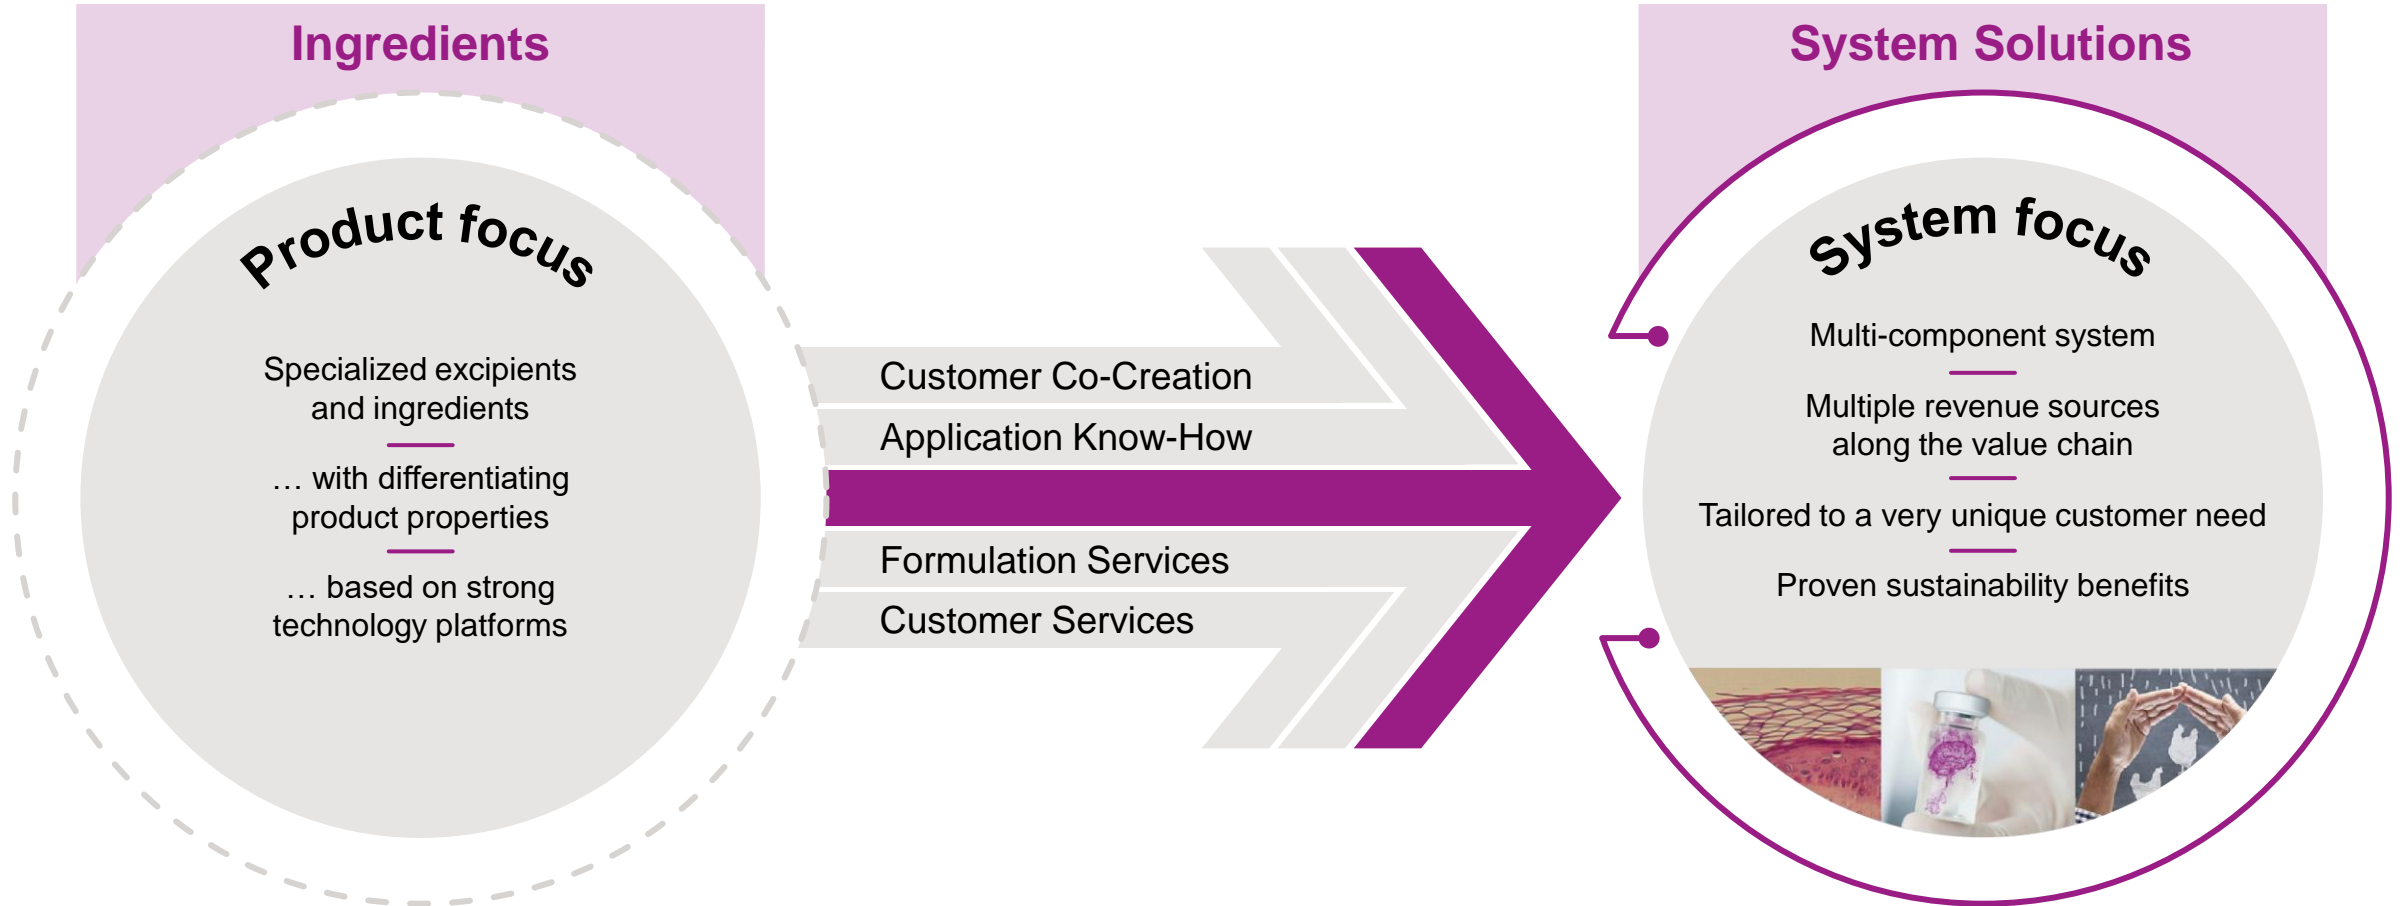 Ingredients
Product focus
Specialized excipients
and ingredients
… with differentiating
product properties
… based on strong
technology platforms
Customer Co-Creation
Application Know-How
Formulation Services
Customer Services
System Solutions
System focus
Multi-component system
Multiple revenue sources
along the value chain
Tailored to a very unique customer need
Proven sustainability benefits